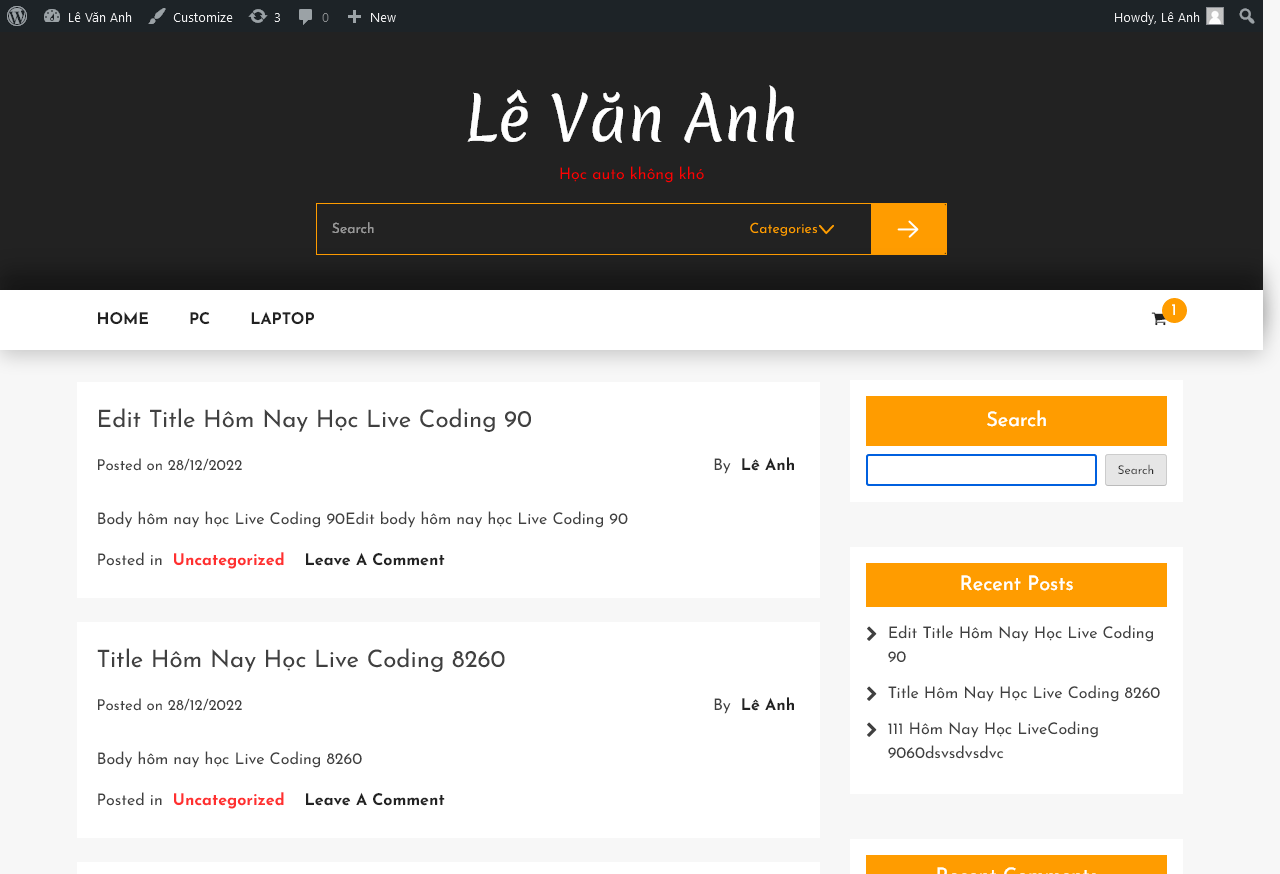 Lê Văn Anh
Customize
3
0
New
Howdy, Lê Anh
Lê Văn Anh
Học auto không khó
Search
Categories
HOME
PC
LAPTOP
1
Edit Title Hôm Nay Học Live Coding 90
Posted on 28/12/2022
By Lê Anh
Body hôm nay học Live Coding 90Edit body hôm nay học Live Coding 90
Posted in Uncategorized
Leave A Comment
Title Hôm Nay Học Live Coding 8260
Posted on 28/12/2022
By Lê Anh
Body hôm nay học Live Coding 8260
Posted in Uncategorized
Leave A Comment
Search
Search
Recent Posts
Edit Title Hôm Nay Học Live Coding
90
Title Hôm Nay Học Live Coding 8260
111 Hôm Nay Học LiveCoding
9060dsvsdvsdvc
Recent Comments